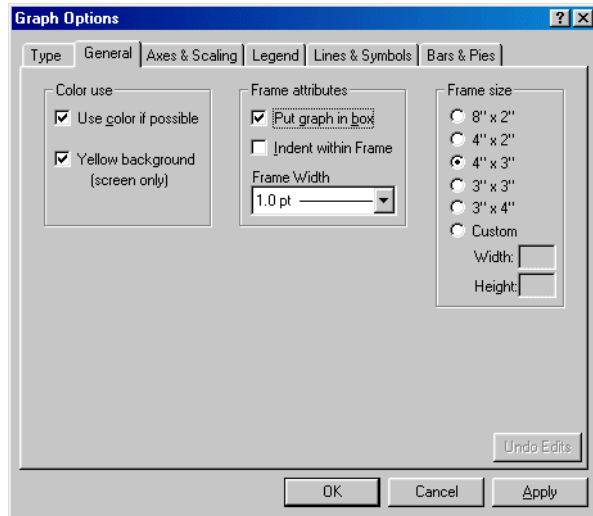 Graph Options
Type General Axes & Scaling Legend Lines & Symbols Bars & Pies
Color use
Use color if possible
Yellow background
(screen only)
Frame attributes
Put graph in box
Indent within Frame
Frame Width
1.0 pt
Frame size
8" x 2"
4" x 2"
4" x 3"
3" x 3"
3" x 4"
Custom
Width:
Height:
Undo Edits
OK Cancel Apply